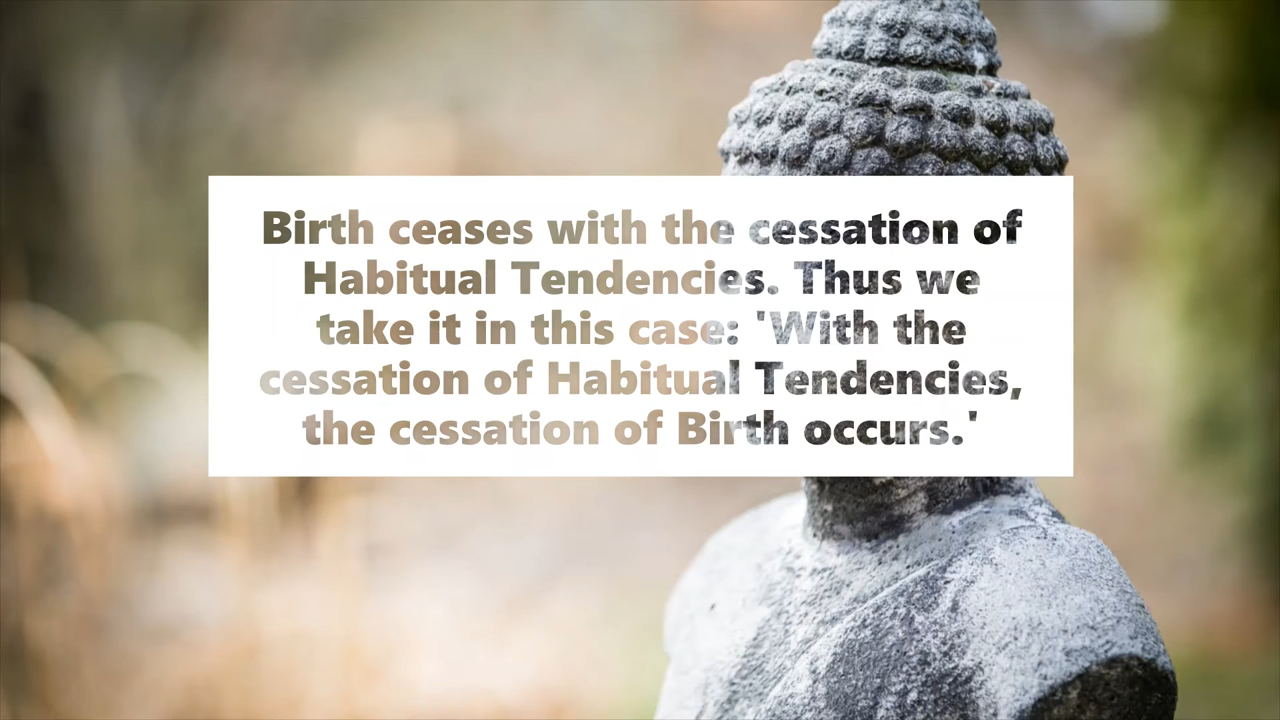 Birth ceases with the cessation of
Habitual Tendencies. Thus we
take it in this case: 'With the
cessation of Habitual Tendencies,
the cessation of Birth occurs.'